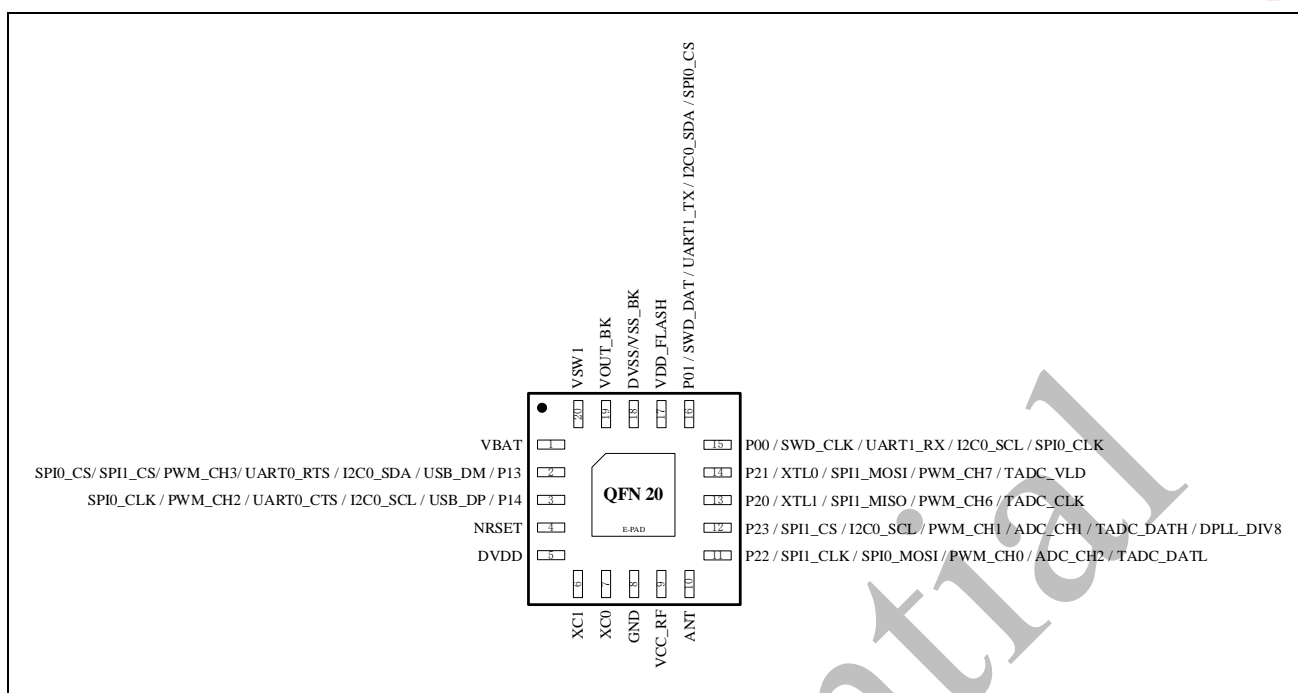 P01 / SWD_DAT / UART1_TX / I2C0_SDA / SPI0_CS
VDD_FLASH
DVSS/VSS_BK
VOUT_BK
VSW1
20
19
18
17
16
VBAT
1
SPI0_CS/ SPI1_CS/ PWM_CH3/ UART0_RTS / I2C0_SDA / USB_DM / P13
2
SPI0_CLK / PWM_CH2 / UART0_CTS / I2C0_SCL / USB_DP / P14
3
NRSET
4
DVDD
5
QFN 20
E-PAD
15
P00 / SWD_CLK / UART1_RX / I2C0_SCL / SPI0_CLK
14
P21 / XTL0 / SPI1_MOSI / PWM_CH7 / TADC_VLD
13
P20 / XTL1 / SPI1_MISO / PWM_CH6 / TADC_CLK
12
P23 / SPI1_CS / I2C0_SCL / PWM_CH1 / ADC_CH1 / TADC_DATH / DPLL_DIV8
11
P22 / SPI1_CLK / SPI0_MOSI / PWM_CH0 / ADC_CH2 / TADC_DATL
6
7
8
9
10
XC1
XC0
GND
VCC_RF
ANT
ntial